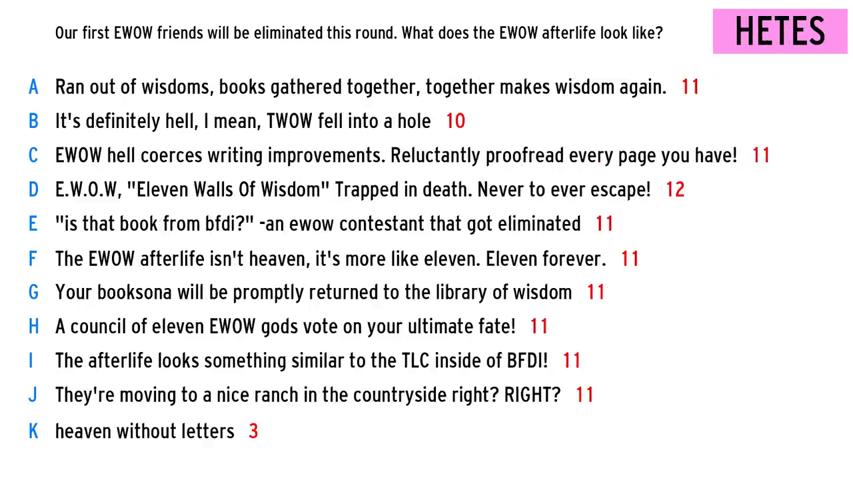 Our first EWOW friends will be eliminated this round. What does the EWOW afterlife look like?
HETES
A Ran out of wisdoms, books gathered together, together makes wisdom again. 11
B It's definitely hell, I mean, TWOW fell into a hole 10
C EWOW hell coerces writing improvements. Reluctantly proofread every page you have! 11
D E.W.O.W, "Eleven Walls Of Wisdom" Trapped in death. Never to ever escape! 12
E "is that book from bfdi?" -an ewow contestant that got eliminated 11
F The EWOW afterlife isn't heaven, it's more like eleven. Eleven forever. 11
G Your booksona will be promptly returned to the library of wisdom 11
H A council of eleven EWOW gods vote on your ultimate fate! 11
I The afterlife looks something similar to the TLC inside of BFDI! 11
J They're moving to a nice ranch in the countryside right? RIGHT? 11
K heaven without letters 3